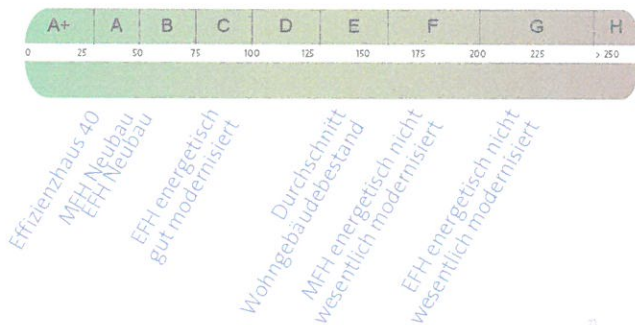 A+ A B C D E F G H
0 25 50 75 100 125 150 175 200 225 > 250
Effizienzhaus 40
MFH Neubau
EFH Neubau
EFH energetisch
gut modernisiert
Durchschnitt
Wohngebäudebestand
MFH energetisch nicht
wesentlich modernisiert
EFH energetisch nicht
wesentlich modernisiert